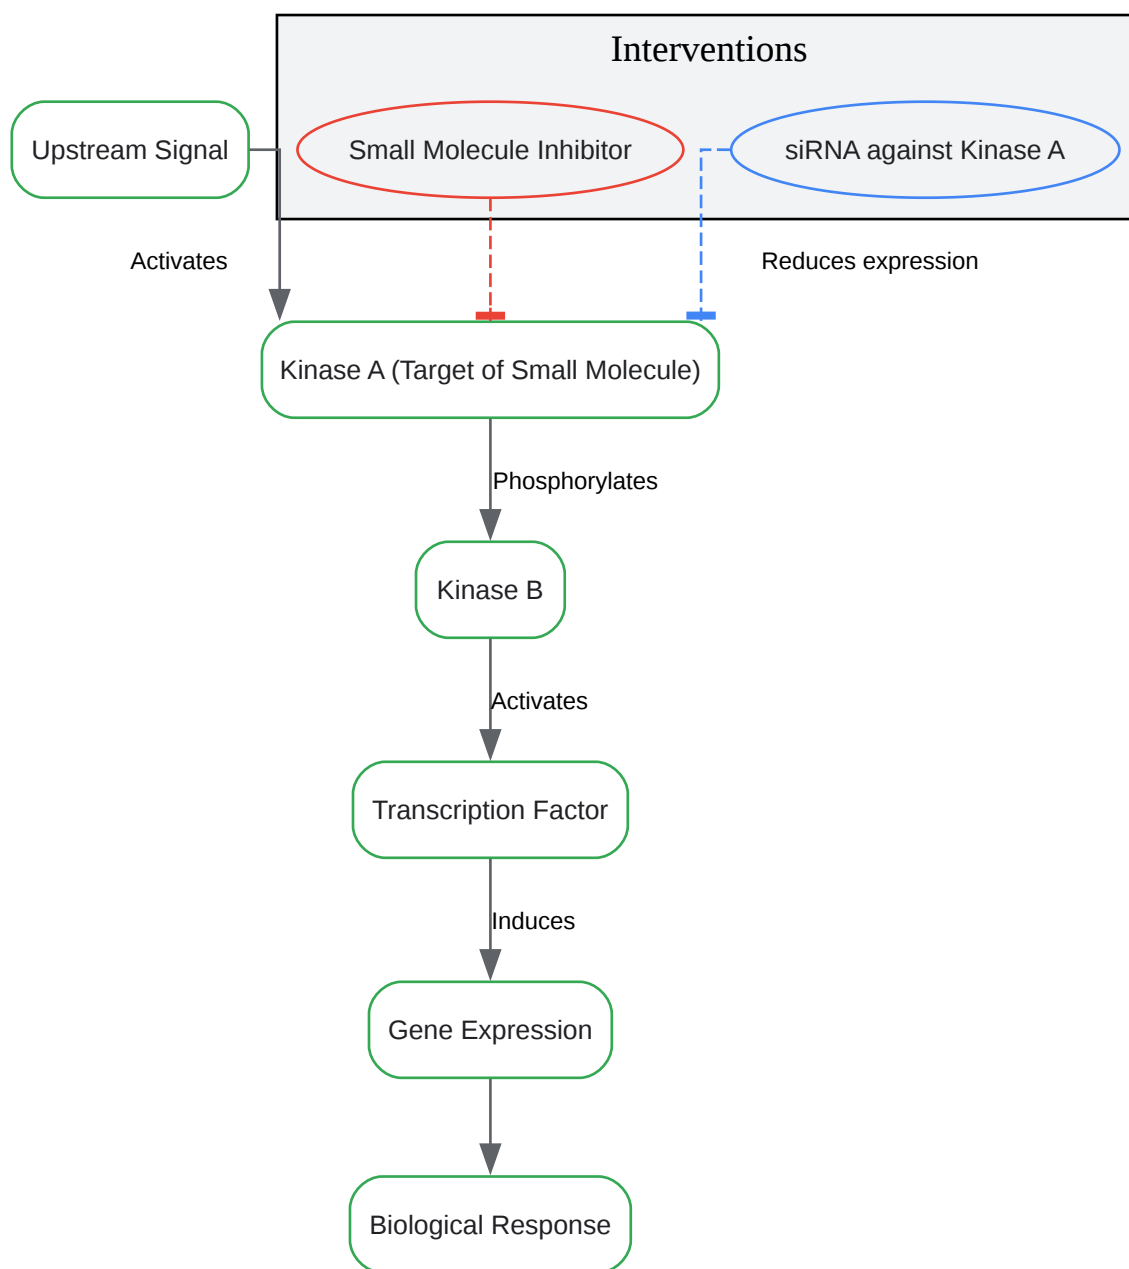 Interventions
Upstream Signal
Small Molecule Inhibitor
siRNA against Kinase A
Activates
Reduces expression
Kinase A (Target of Small Molecule)
Phosphorylates
Kinase B
Activates
Transcription Factor
Induces
Gene Expression
Biological Response